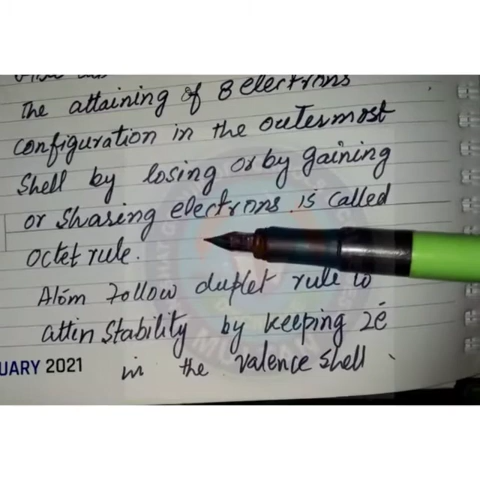 The attaining of 8 electrons
configuration in the outermost
shell by losing or by gaining
or sharing electrons is called
octet rule.
Atom follow duplet rule to
attin stability by keeping 2ē
in the valence shell
UARY 2021